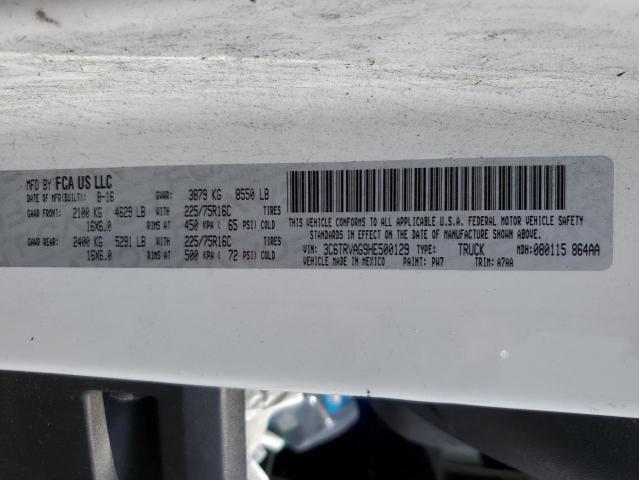 MFD BY FCA US LLC
DATE OF MFR(BUILT): 8-16 GVWR: 3879 KG 8550 LB
GAWR FRONT: 2100 KG 4629 LB 225/75R16C TIRES
16X6.0 RIMS AT 450 KPA ( 65 PSI) COLD
GAWR REAR: 2400 KG 5291 LB 225/75R16C TIRES
16X6.0 RIMS AT 500 KPA ( 72 PSI) COLD
THIS VEHICLE CONFORMS TO ALL APPLICABLE U.S.A. FEDERAL MOTOR VEHICLE SAFETY
STANDARDS IN EFFECT ON THE DATE OF MANUFACTURE SHOWN ABOVE.
VIN: 3C6TRVAG9HE500129 TYPE: TRUCK MDH: 080115 864AA
VEHICLE MADE IN MEXICO PAINT: PW7 TRIM: A7AA